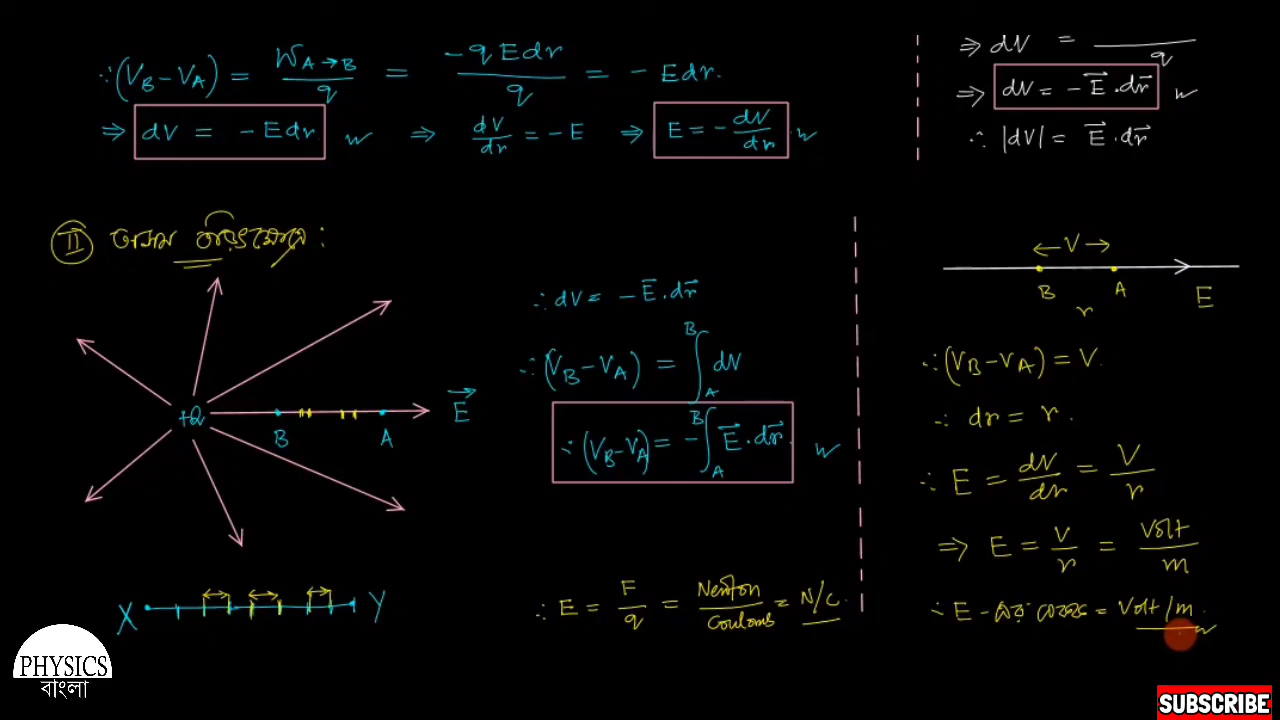 ∵(V_B - V_A) = W_{A→B}/q = -qEdr/q = -Edr.
⇒ dV = -Edr ⇒ dV/dr = -E ⇒ E = -dV/dr
⇒ dV = /q
⇒ dV = -E⃗.dr⃗
∴ |dV| = E⃗.dr⃗
II অসম তড়িৎক্ষেত্রে :
+Q
B
A
E⃗
X
Y
∴ dV = -E⃗.dr⃗
∴(V_B - V_A) = ∫_A^B dV
∴(V_B - V_A) = -∫_A^B E⃗.dr⃗
∴ E = F/q = Newton/Coulomb = N/C.
V
B
A
r
E
∵(V_B - V_A) = V.
∴ dr = r.
∴ E = dV/dr = V/r
⇒ E = V/r = Volt/m
∴ E-এর একক = Volt/m.
PHYSICS
বাংলা
SUBSCRIBE